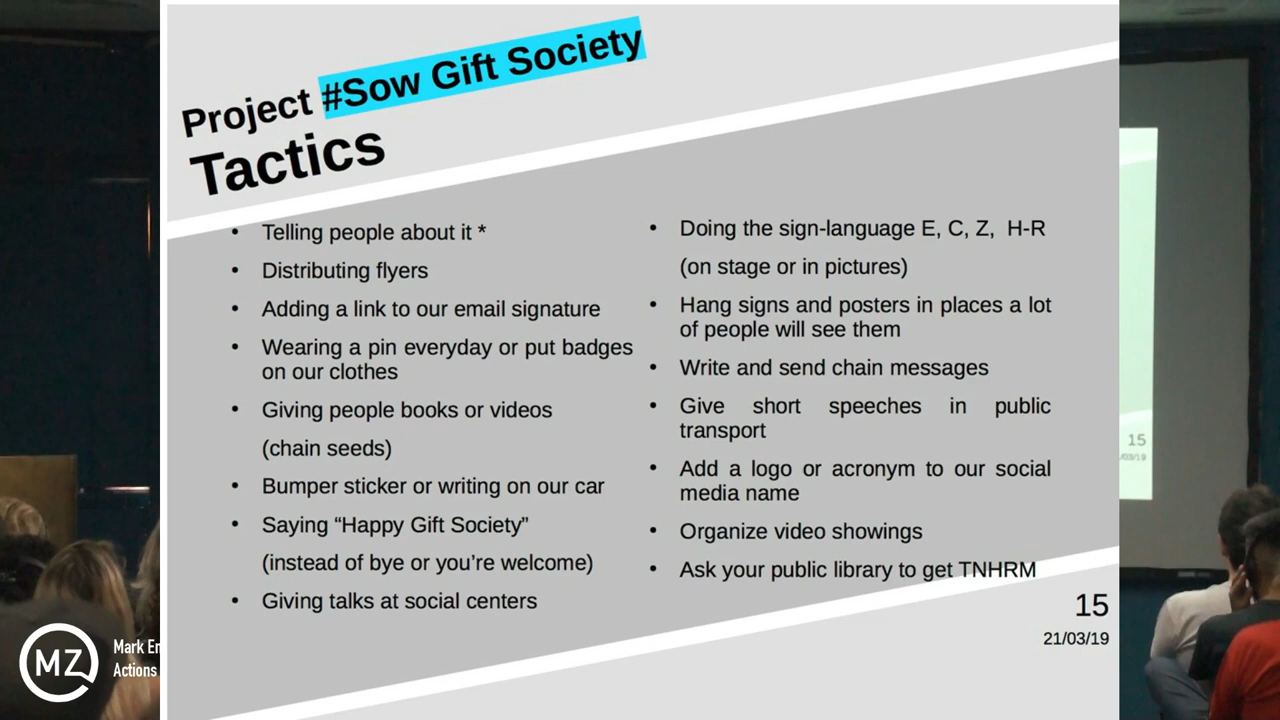 Project #Sow Gift Society
Tactics
• Telling people about it *
• Distributing flyers
• Adding a link to our email signature
• Wearing a pin everyday or put badges
on our clothes
• Giving people books or videos
(chain seeds)
• Bumper sticker or writing on our car
• Saying “Happy Gift Society”
(instead of bye or you’re welcome)
• Giving talks at social centers
• Doing the sign-language E, C, Z,  H-R
(on stage or in pictures)
• Hang signs and posters in places a lot
of people will see them
• Write and send chain messages
• Give short speeches in public
transport
• Add a logo or acronym to our social
media name
• Organize video showings
• Ask your public library to get TNHRM
15
21/03/19
15
/03/19
MZ
Mark En
Actions